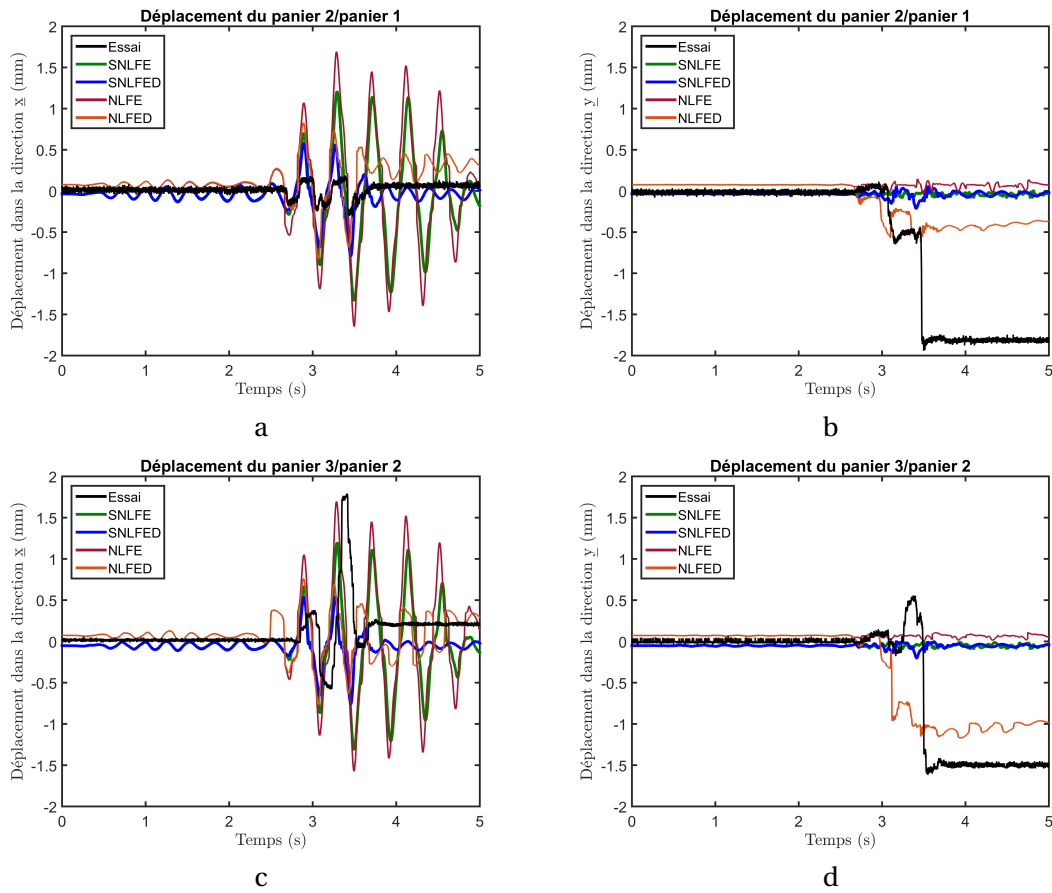 Déplacement du panier 2/panier 1
Déplacement dans la direction x (mm)
2
1.5
1
0.5
0
-0.5
-1
-1.5
-2
Essai
SNLFE
SNLFED
NLFE
NLFED
0 1 2 3 4 5
Temps (s)
a
Déplacement du panier 2/panier 1
Déplacement dans la direction y (mm)
2
1.5
1
0.5
0
-0.5
-1
-1.5
-2
Essai
SNLFE
SNLFED
NLFE
NLFED
0 1 2 3 4 5
Temps (s)
b
Déplacement du panier 3/panier 2
Déplacement dans la direction x (mm)
2
1.5
1
0.5
0
-0.5
-1
-1.5
-2
Essai
SNLFE
SNLFED
NLFE
NLFED
0 1 2 3 4 5
Temps (s)
c
Déplacement du panier 3/panier 2
Déplacement dans la direction y (mm)
2
1.5
1
0.5
0
-0.5
-1
-1.5
-2
Essai
SNLFE
SNLFED
NLFE
NLFED
0 1 2 3 4 5
Temps (s)
d